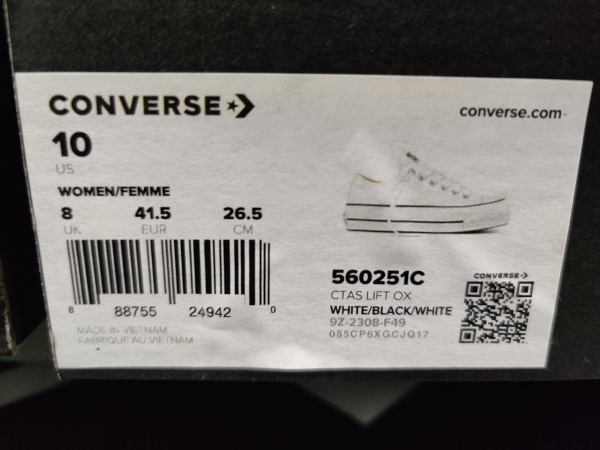 CONVERSE
converse.com
10
US
WOMEN/FEMME
8 41.5 26.5
UK EUR CM
8 88755 24942 0
MADE IN VIETNAM
FABRIQUE AU VIETNAM
560251C
CTAS LIFT OX
WHITE/BLACK/WHITE
9Z-2308-F49
055CP6XGCJQ17
CONVERSE